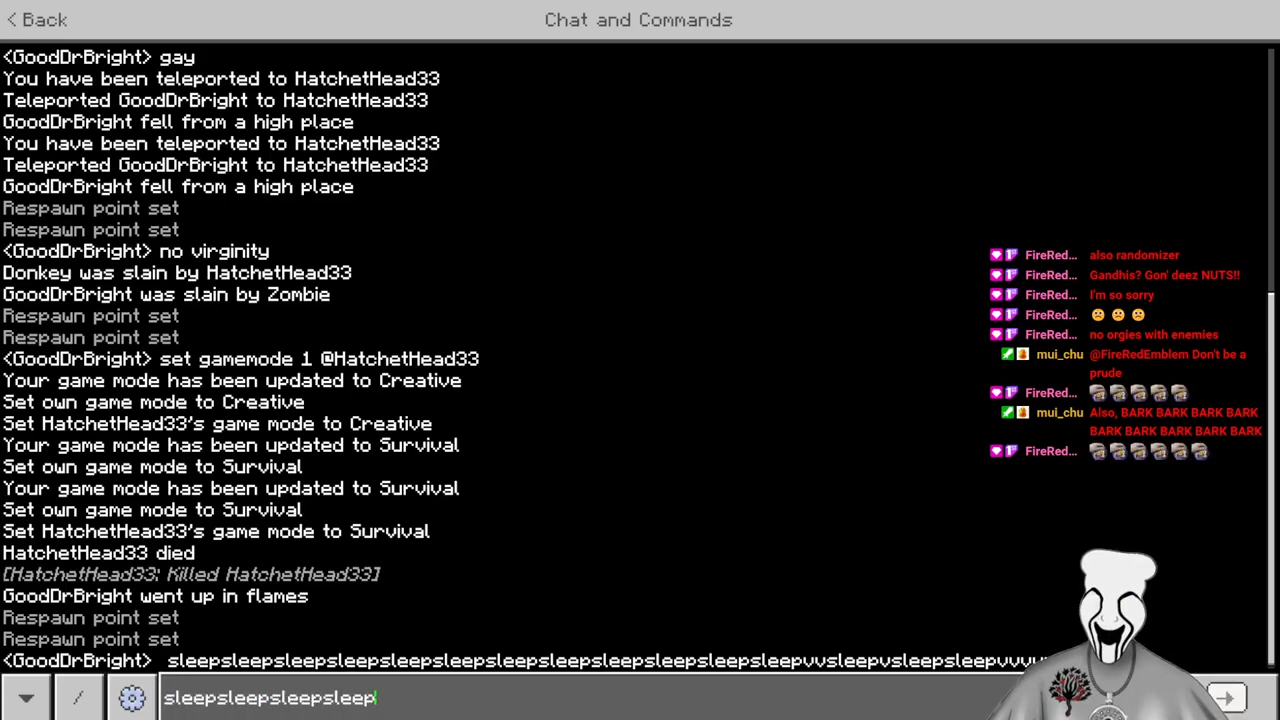 < Back
Chat and Commands
<GoodDrBright> gay
You have been teleported to HatchetHead33
Teleported GoodDrBright to HatchetHead33
GoodDrBright fell from a high place
You have been teleported to HatchetHead33
Teleported GoodDrBright to HatchetHead33
GoodDrBright fell from a high place
Respawn point set
Respawn point set
<GoodDrBright> no virginity
Donkey was slain by HatchetHead33
GoodDrBright was slain by Zombie
Respawn point set
Respawn point set
<GoodDrBright> set gamemode 1 @HatchetHead33
Your game mode has been updated to Creative
Set own game mode to Creative
Set HatchetHead33's game mode to Creative
Your game mode has been updated to Survival
Set own game mode to Survival
Your game mode has been updated to Survival
Set own game mode to Survival
Set HatchetHead33's game mode to Survival
HatchetHead33 died
[HatchetHead33: Killed HatchetHead33]
GoodDrBright went up in flames
Respawn point set
Respawn point set
<GoodDrBright> sleepsleepsleepsleepsleepsleepsleepsleepsleepsleepsleepsleepvvsleepvsleepsleepvvvv
/ sleepsleepsleepsleep
FireRed... also randomizer
FireRed... Gandhis? Gon' deez NUTS!!
FireRed... I'm so sorry
FireRed...
FireRed... no orgies with enemies
mui_chu @FireRedEmblem Don't be a
prude
FireRed...
mui_chu Also, BARK BARK BARK BARK
BARK BARK BARK BARK BARK
FireRed...